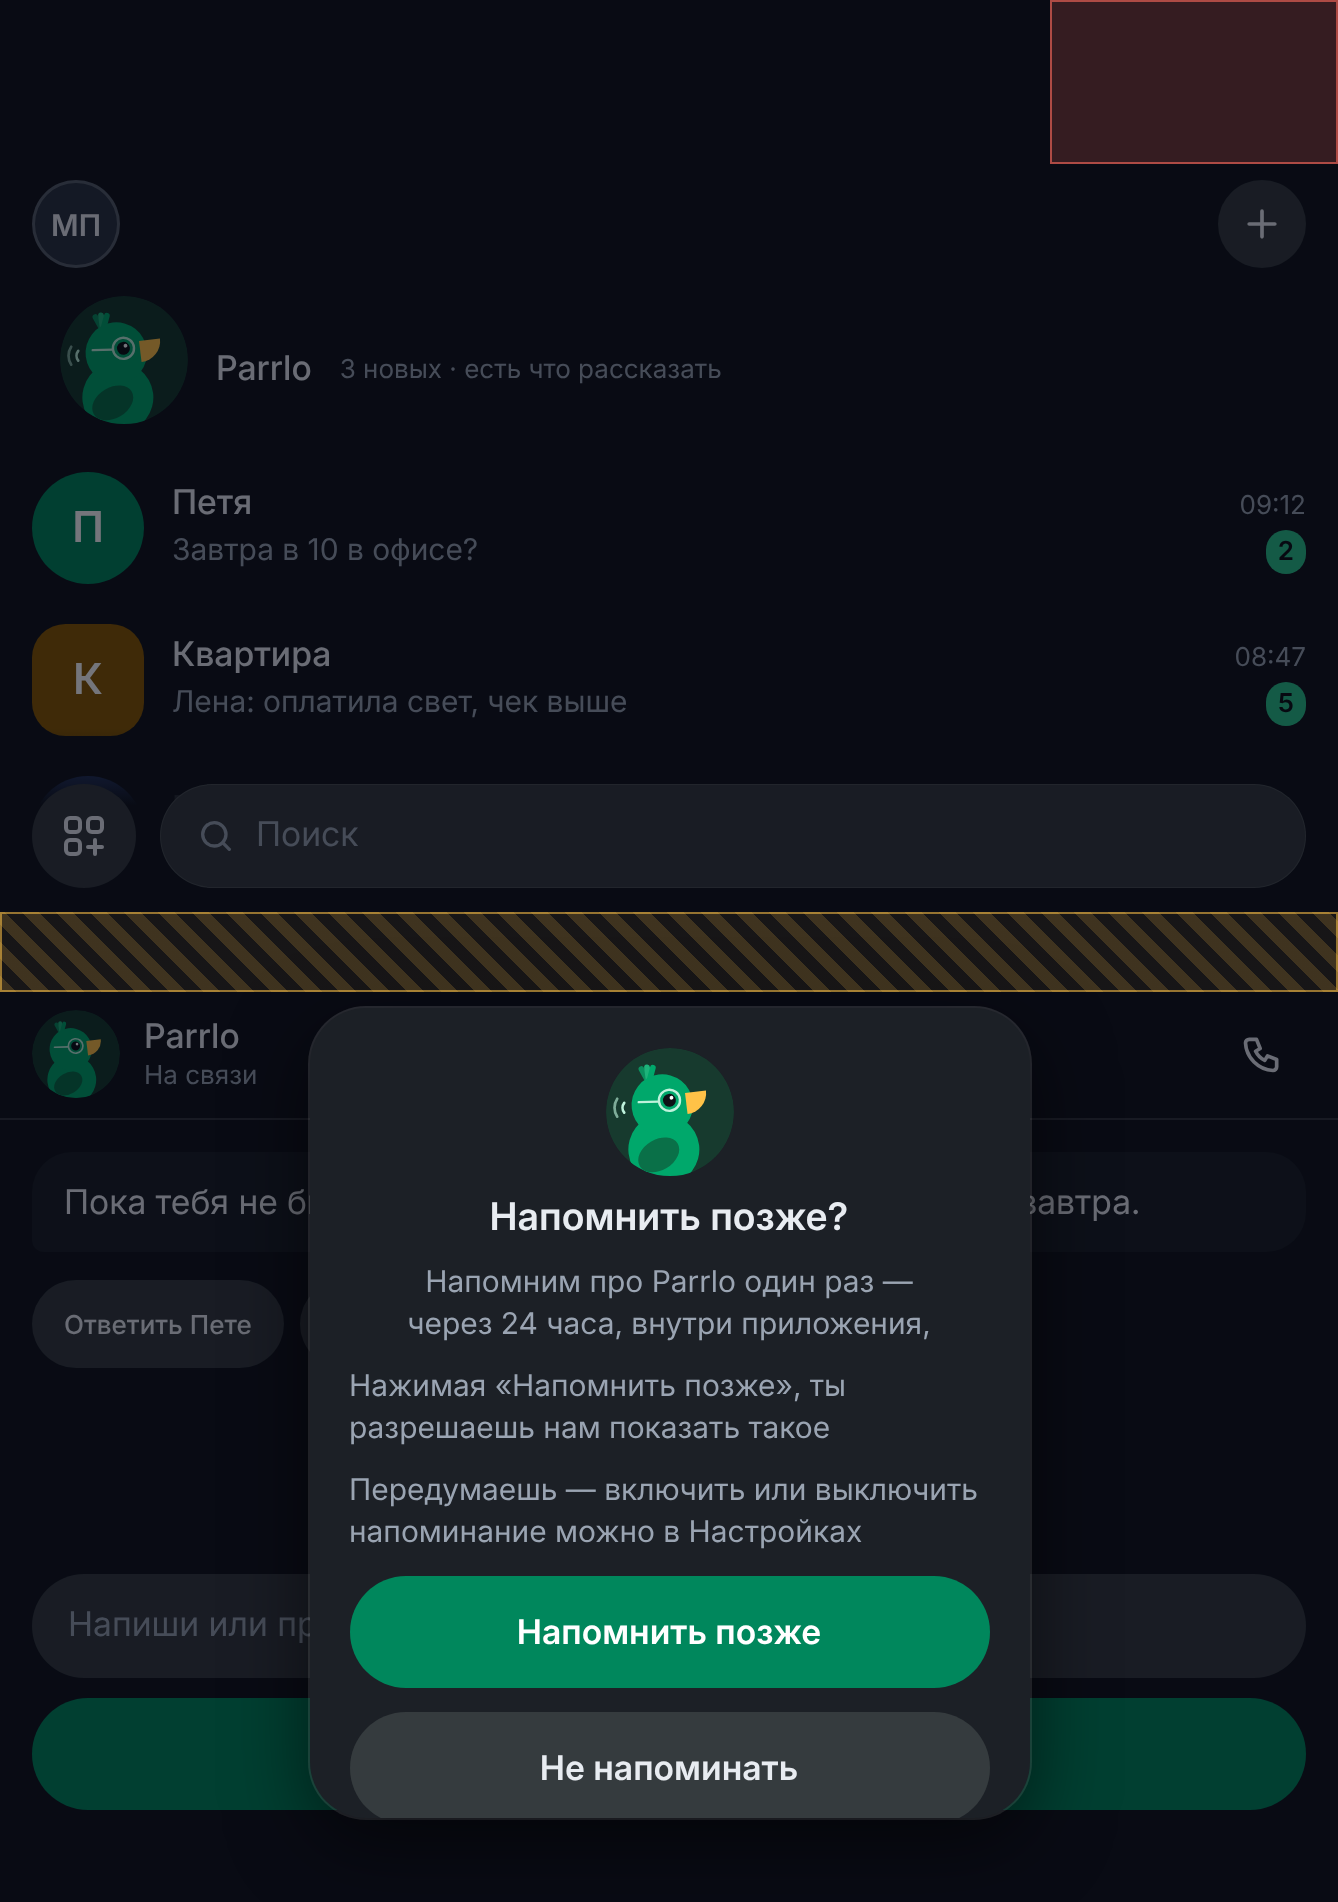 МП
Parrlo 3 новых · есть что рассказать
П
Петя
09:12
Завтра в 10 в офисе?
2
К
Квартира
08:47
Лена: оплатила свет, чек выше
5
Поиск
Parrlo
На связи
Пока тебя не
завтра.
Ответить Пете
Напомнить позже?
Напомним про Parrlo один раз —
через 24 часа, внутри приложения,
Нажимая «Напомнить позже», ты
разрешаешь нам показать такое
Передумаешь — включить или выключить
напоминание можно в Настройках
Напиши или
Напомнить позже
Не напоминать